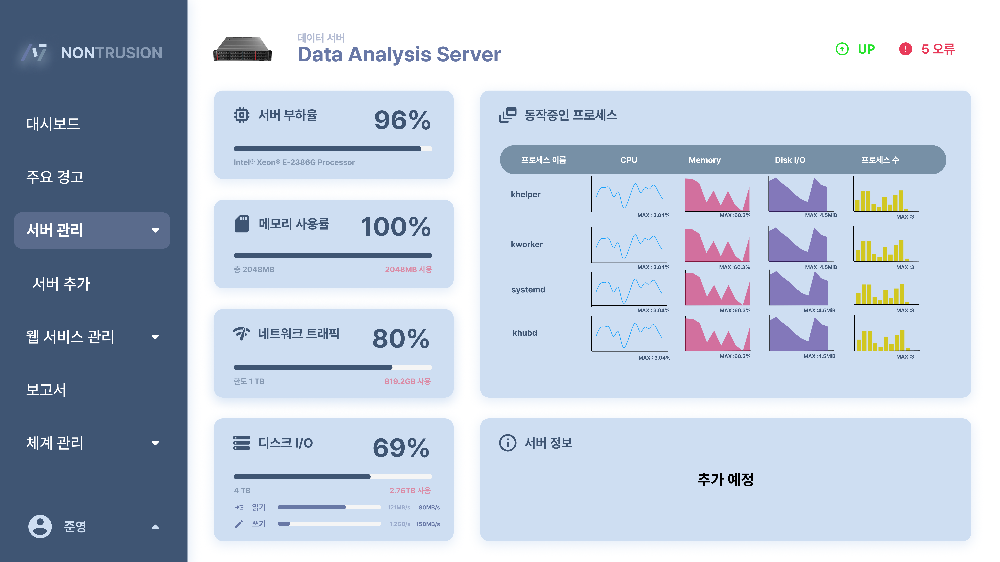 NONTRUSION
대시보드
주요 경고
서버 관리
서버 추가
웹 서비스 관리
보고서
체계 관리
준영
데이터 서버
Data Analysis Server
UP
5 오류
서버 부하율
96%
Intel® Xeon® E-2386G Processor
메모리 사용률
100%
총 2048MB
2048MB 사용
네트워크 트래픽
80%
한도 1 TB
819.2GB 사용
디스크 I/O
69%
4 TB
2.76TB 사용
읽기
121MB/s
80MB/s
쓰기
1.2GB/s
150MB/s
동작중인 프로세스
프로세스 이름
CPU
Memory
Disk I/O
프로세스 수
khelper
MAX : 3.04%
MAX :60.3%
MAX :4.5MiB
MAX :3
kworker
MAX : 3.04%
MAX :60.3%
MAX :4.5MiB
MAX :3
systemd
MAX : 3.04%
MAX :60.3%
MAX :4.5MiB
MAX :3
khubd
MAX : 3.04%
MAX :60.3%
MAX :4.5MiB
MAX :3
서버 정보
추가 예정